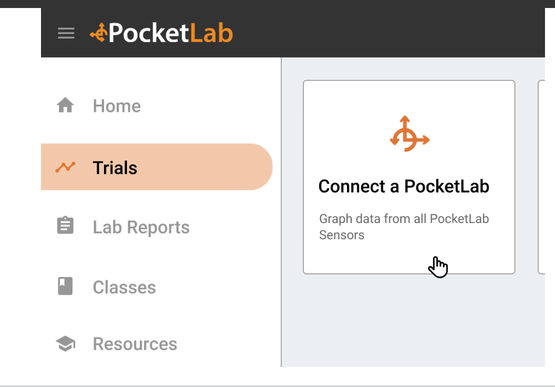 PocketLab
Home
Trials
Lab Reports
Classes
Resources
Connect a PocketLab
Graph data from all PocketLab
Sensors